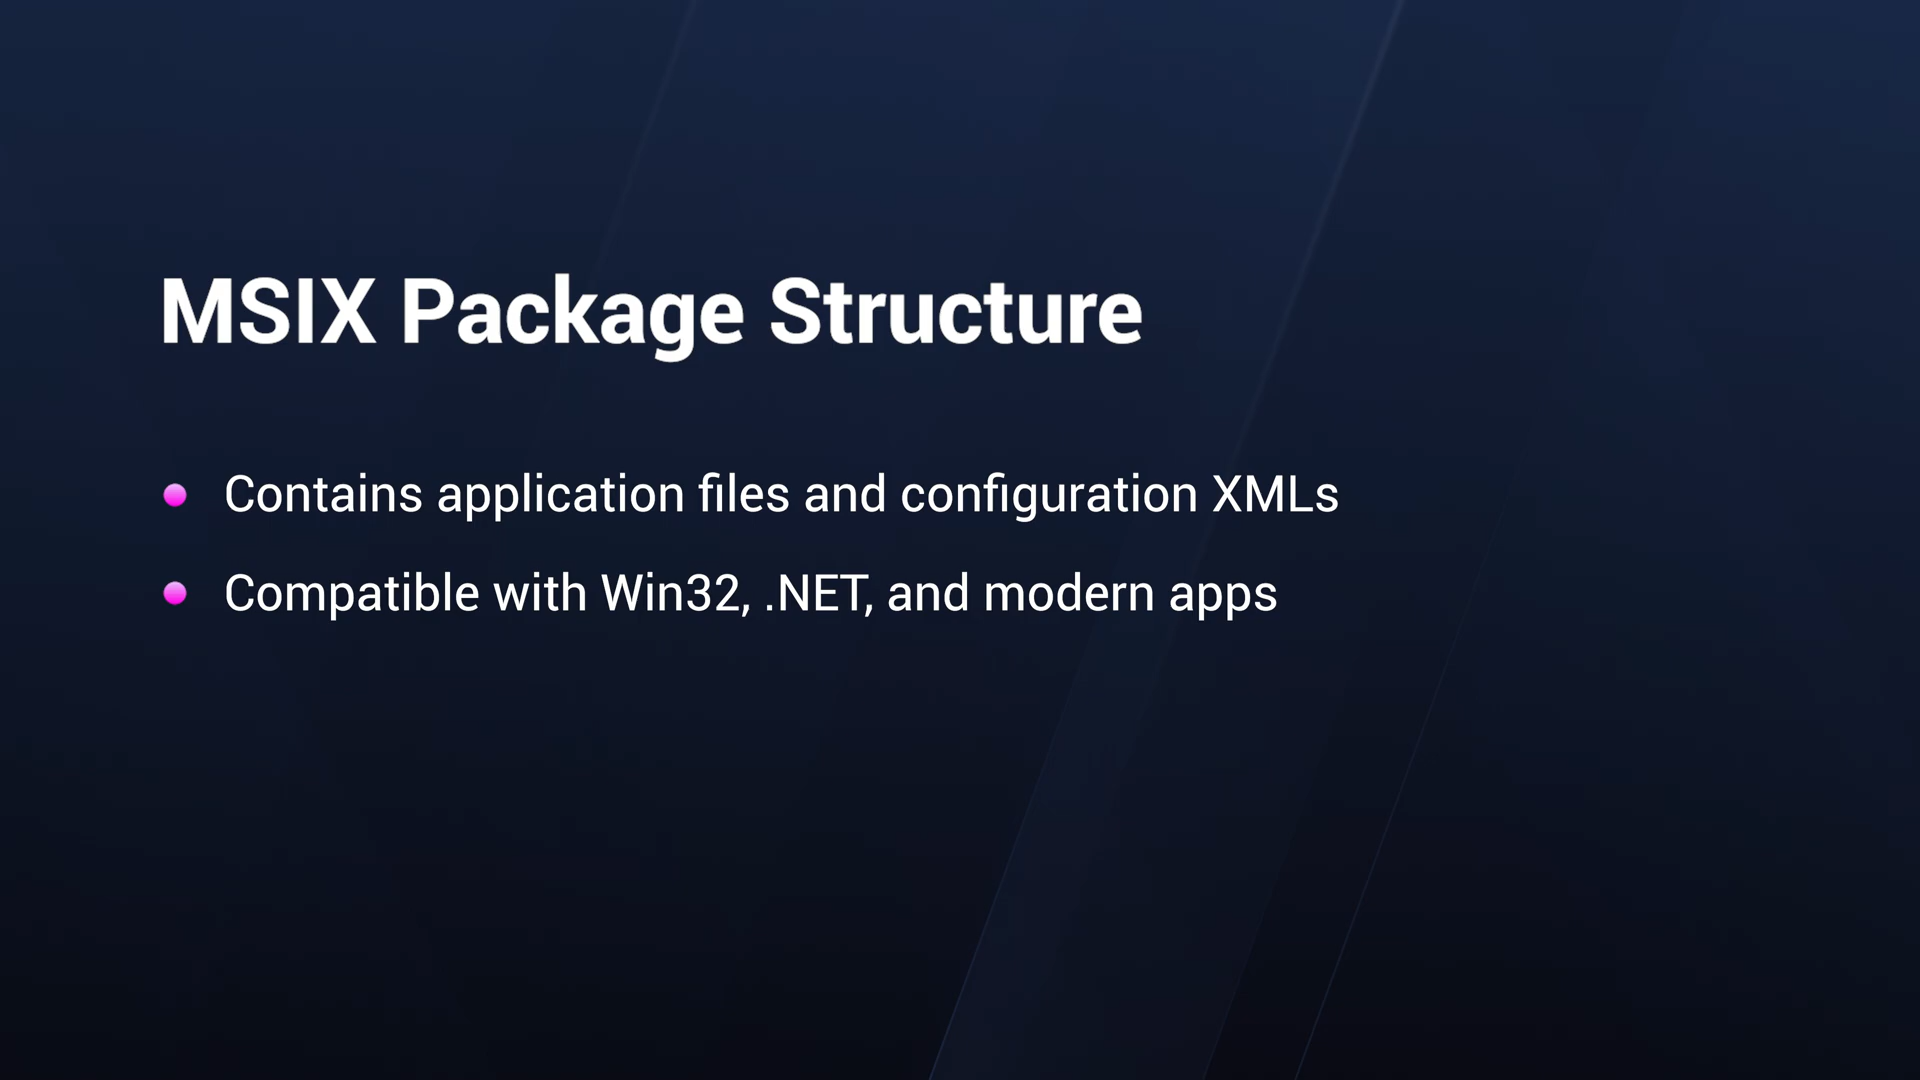 MSIX Package Structure
Contains application files and configuration XMLs
Compatible with Win32, .NET, and modern apps